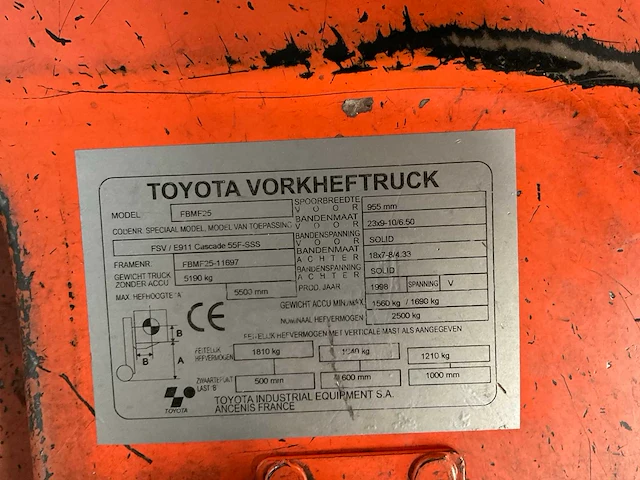 TOYOTA VORKHEFTRUCK
MODEL FBMF25
COUENR. SPECIAAL MODEL, MODEL VAN TOEPASSING
FSV / E911 Cascade 55F-SSS
FRAMENR. FBMF25-11697
GEWICHT TRUCK ZONDER ACCU 5190 kg
MAX. HEFHOOGTE 'A 5500 mm
SPOORBREEDTE VOOR 955 mm
BANDENMAAT VOOR 23x9-10/6.50
BANDENSPANNING VOOR SOLID
BANDENMAAT ACHTER 18x7-8/4.33
BANDENSPANNING ACHTER SOLID
PROD. JAAR 1998 SPANNING V
GEWICHT ACCU MIN./MAX. 1560 kg / 1690 kg
NOMINAAL HEFVERMOGEN 2500 kg
CE
FEITELIJK HEFVERMOGEN MET VERTICALE MAST ALS AANGEGEVEN
B
B A
FEITELIJK HEFVERMOGEN 1810 kg kg 1210 kg
ZWAARTEPUNT LAST 'B' 500 mm 600 mm 1000 mm
TOYOTA
TOYOTA INDUSTRIAL EQUIPMENT S.A.
ANCENIS FRANCE